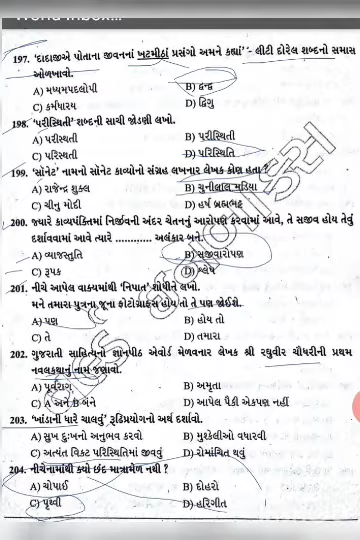 197. 'દાદાજીએ પોતાના જીવનનાં ખટમીઠાં પ્રસંગો અમને કહ્યાં' - લીટી દોરેલ શબ્દનો સમાસ
ઓળખાવો.
A) મધ્યમપદલોપી B) દ્વન્દ્વ
C) કર્મધારય D) દ્વિગુ
198. 'પરીસ્થિતી' શબ્દની સાચી જોડણી લખો.
A) પરીસ્થતી B) પરીસ્થિતી
C) પરિસ્થતી D) પરિસ્થિતિ
199. 'સોનેટ' નામનો સોનેટ કાવ્યોનો સંગ્રહ લખનાર લેખક કોણ હતા ?
A) રાજેન્દ્ર શુક્લ B) ચુનીલાલ મડિયા
C) ચીનુ મોદી D) હર્ષ બ્રહ્મભટ્ટ
200. જ્યારે કાવ્યપંક્તિમાં નિર્જીવની અંદર ચેતનનું આરોપણ કરવામાં આવે, તે સજીવ હોય તેવું
દર્શાવવામાં આવે ત્યારે ............ અલંકાર બને.
A) વ્યાજસ્તુતિ B) સજીવારોપણ
C) રૂપક D) શ્લેષ
201. નીચે આપેલ વાક્યમાંથી 'નિપાત' શોધીને લખો.
મને તમારા પુત્રના જૂના ફોટોગ્રાફ્સ હોય તો તે પણ જોઈશે.
A) પણ B) હોય તો
C) તે D) તમારા
202. ગુજરાતી સાહિત્યનો જ્ઞાનપીઠ એવોર્ડ મેળવનાર લેખક શ્રી રઘુવીર ચૌધરીની પ્રથમ
નવલકથાનું નામ જણાવો.
A) પૂર્વરાગ B) અમૃતા
C) A અને B બંને D) આપેલ પૈકી એકપણ નહીં
203. 'ખાંડાની ધારે ચાલવું' રૂઢિપ્રયોગનો અર્થ દર્શાવો.
A) સુખ દુઃખનો અનુભવ કરવો B) મુશ્કેલીઓ વધારવી
C) અત્યંત વિકટ પરિસ્થિતિમાં જીવવું D) રોમાંચિત થવું
204. નીચેનામાંથી ક્યો છંદ માત્રામેળ નથી ?
A) ચોપાઈ B) દોહરો
C) પૃથ્વી D) હરિગીત